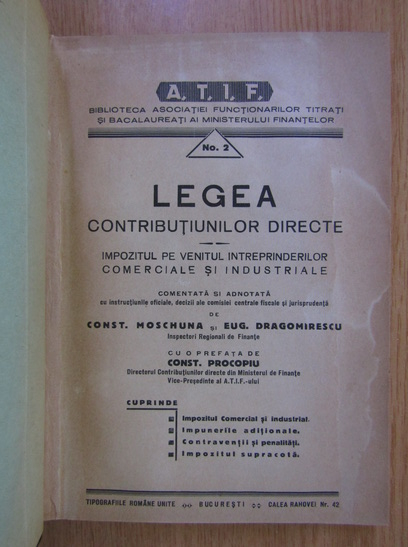 A. T. I. F.
BIBLIOTECA ASOCIAȚIEI FUNCȚIONARILOR TITRAȚI
ȘI BACALAUREAȚI AI MINISTERULUI FINANȚELOR
No. 2
LEGEA
CONTRIBUȚIUNILOR DIRECTE
IMPOZITUL PE VENITUL INTREPRINDERILOR
COMERCIALE ȘI INDUSTRIALE
COMENTATĂ SI ADNOTATĂ
cu instrucțiunile oficiale, decizii ale comisiei centrale fiscale și jurisprudență
DE
CONST. MOSCHUNA ȘI EUG. DRAGOMIRESCU
Inspectori Regionali de Finanțe
CU O PREFAȚA DE
CONST. PROCOPIU
Directorul Contribuțiunilor directe din Ministerul de Finanțe
Vice-Președinte al A.T.I.F.-ului
CUPRINDE
Impozitul Comercial și industrial.
Impunerile adiționale.
Contravenții și penalități.
Impozitul supracotă.
TIPOGRAFIILE ROMÂNE UNITE BUCUREȘTI CALEA RAHOVEI Nr. 42